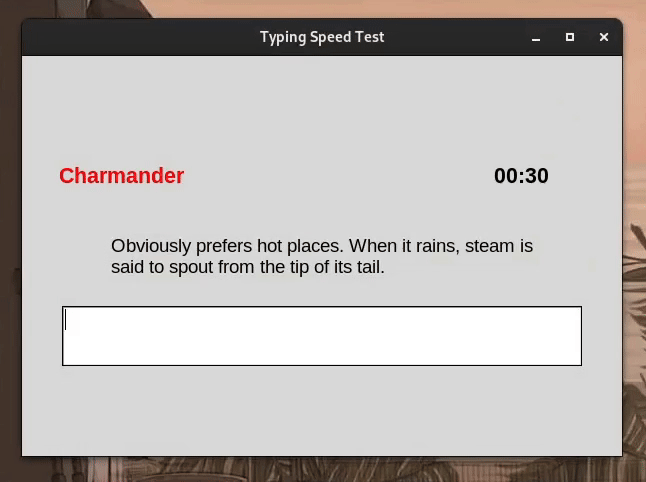 Typing Speed Test
Charmander
00:30
Obviously prefers hot places. When it rains, steam is
said to spout from the tip of its tail.